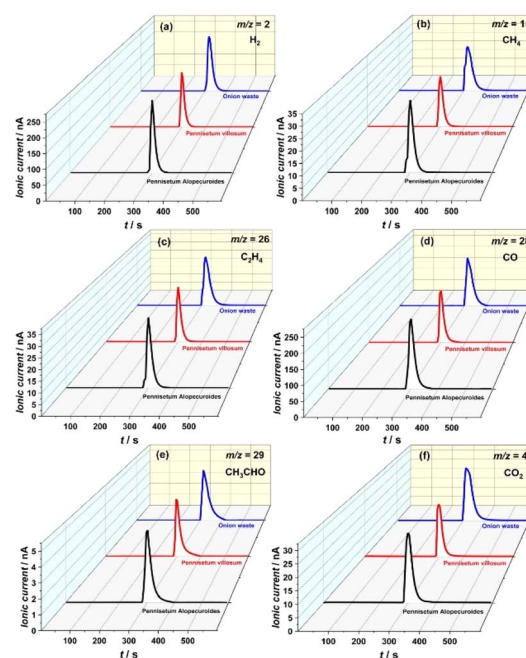 (a)
m/z = 2
H₂
Onion waste
Pennisetum villosum
Pennisetum Alopecuroides
Ionic current / nA
250
200
150
100
50
0
100 200 300 400 500
t / s
(b)
m/z = 1
CH₄
Onion waste
Pennisetum villosum
Pennisetum Alopecuroides
Ionic current / nA
35
30
25
20
15
10
5
0
100 200 300 400 500
t / s
(c)
m/z = 26
C₂H₄
Onion waste
Pennisetum villosum
Pennisetum Alopecuroides
Ionic current / nA
35
30
25
20
15
10
5
0
100 200 300 400 500
t / s
(d)
m/z = 28
CO
Onion waste
Pennisetum villosum
Pennisetum Alopecuroides
Ionic current / nA
250
200
150
100
50
0
100 200 300 400 500
t / s
(e)
m/z = 29
CH₃CHO
Onion waste
Pennisetum villosum
Pennisetum Alopecuroides
Ionic current / nA
5
4
3
2
1
0
100 200 300 400 500
t / s
(f)
m/z = 4
CO₂
Onion waste
Pennisetum villosum
Pennisetum Alopecuroides
Ionic current / nA
30
25
20
15
10
5
0
100 200 300 400 500
t / s